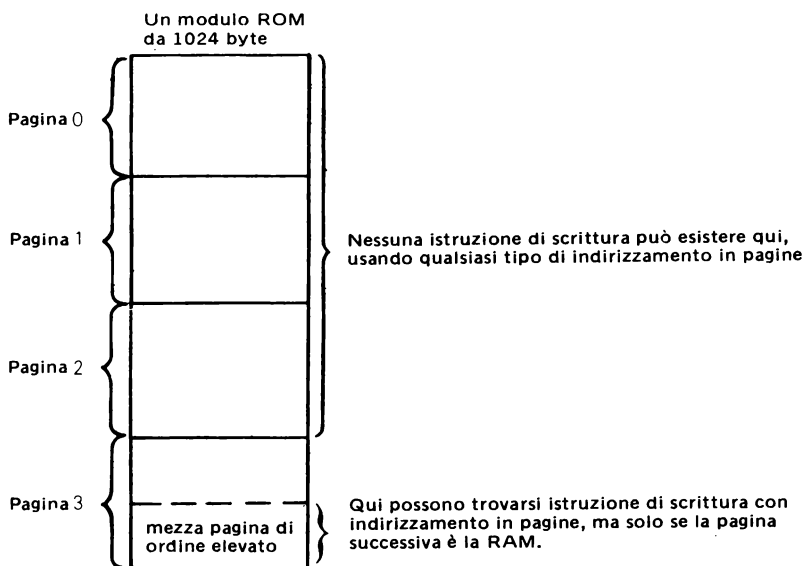 Un modulo ROM
da 1024 byte
Pagina 0
Pagina 1
Nessuna istruzione di scrittura può esistere qui,
usando qualsiasi tipo di indirizzamento in pagine
Pagina 2
Pagina 3
mezza pagina di
ordine elevato
Qui possono trovarsi istruzione di scrittura con
indirizzamento in pagine, ma solo se la pagina
successiva è la RAM.